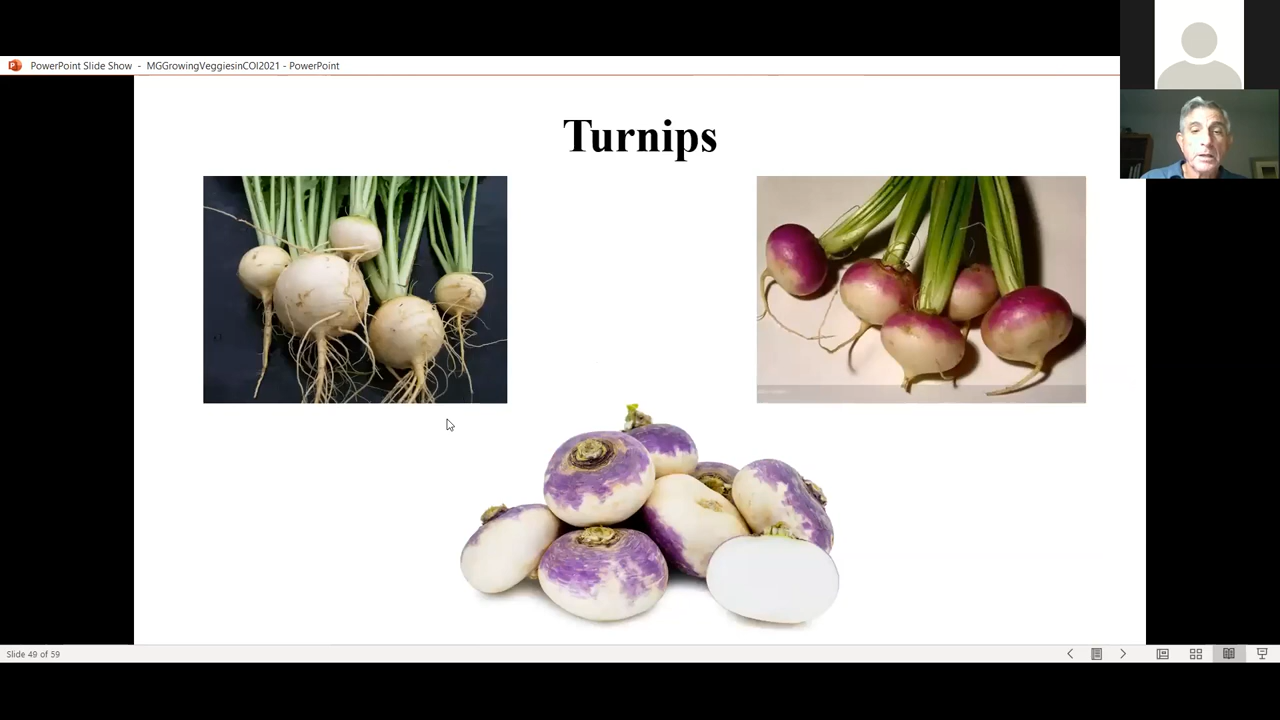 PowerPoint Slide Show - MGGrowingVeggiesinCOI2021 - PowerPoint
Turnips
Slide 49 of 59